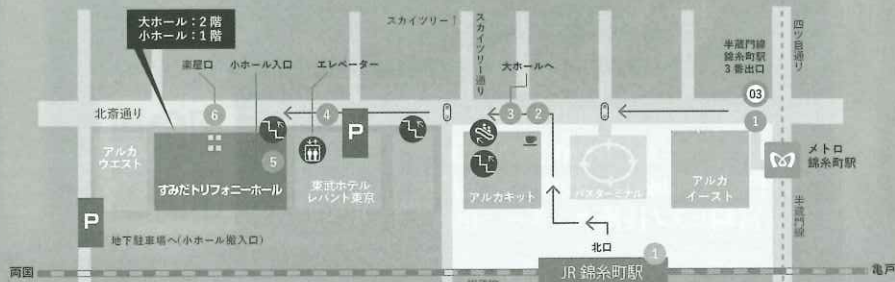 大ホール：2階
小ホール：1階
スカイツリー↑
スカイツリー通り
四ツ目通り
半蔵門線
錦糸町駅
3番出口
楽屋口
小ホール入口
エレベーター
大ホールへ
03
北斎通り
6
4
3
2
1
P
アルカ
ウエスト
すみだトリフォニーホール
5
東武ホテル
レバント東京
アルカキット
バスターミナル
アルカ
イースト
メトロ
錦糸町駅
P
地下駐車場へ(小ホール搬入口)
北口
1
半蔵門線
両国
JR 錦糸町駅
亀戸